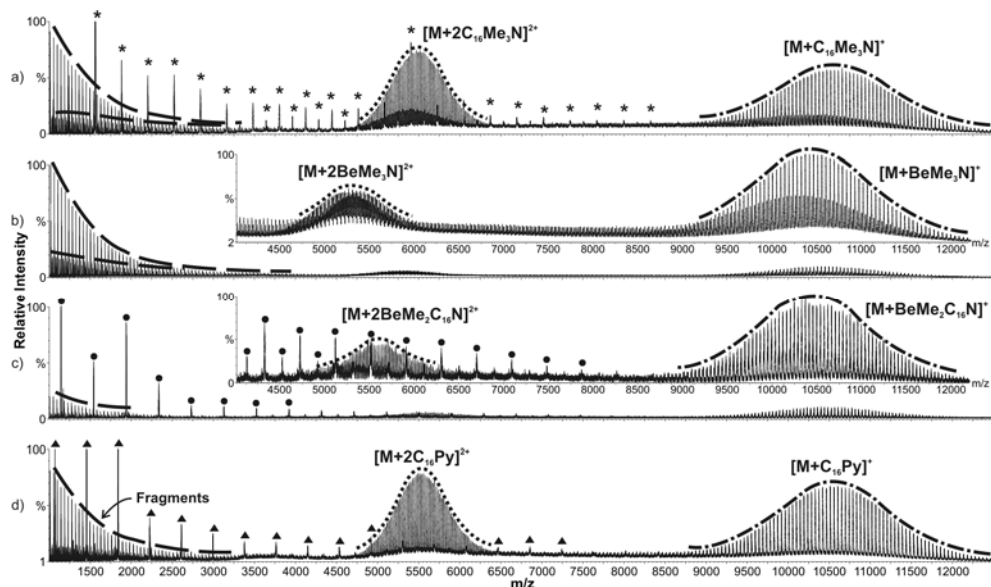 Relative Intensity
a)
100
%
0
* * * * * * * * * * * * * * * * * * * * * *
[M+2C₁₆Me₃N]²⁺
[M+C₁₆Me₃N]⁺
b)
100
%
0
100
%
2
[M+2BeMe₃N]²⁺
[M+BeMe₃N]⁺
4500 5000 5500 6000 6500 7000 7500 8000 8500 9000 9500 10000 10500 11000 11500 12000 m/z
c)
100
%
0
100
%
0
[M+2BeMe₂C₁₆N]²⁺
[M+BeMe₂C₁₆N]⁺
4500 5000 5500 6000 6500 7000 7500 8000 8500 9000 9500 10000 10500 11000 11500 12000 m/z
d)
100
%
1
Fragments
[M+2C₁₆Py]²⁺
[M+C₁₆Py]⁺
1500 2000 2500 3000 3500 4000 4500 5000 5500 6000 6500 7000 7500 8000 8500 9000 9500 10000 10500 11000 11500 12000
m/z